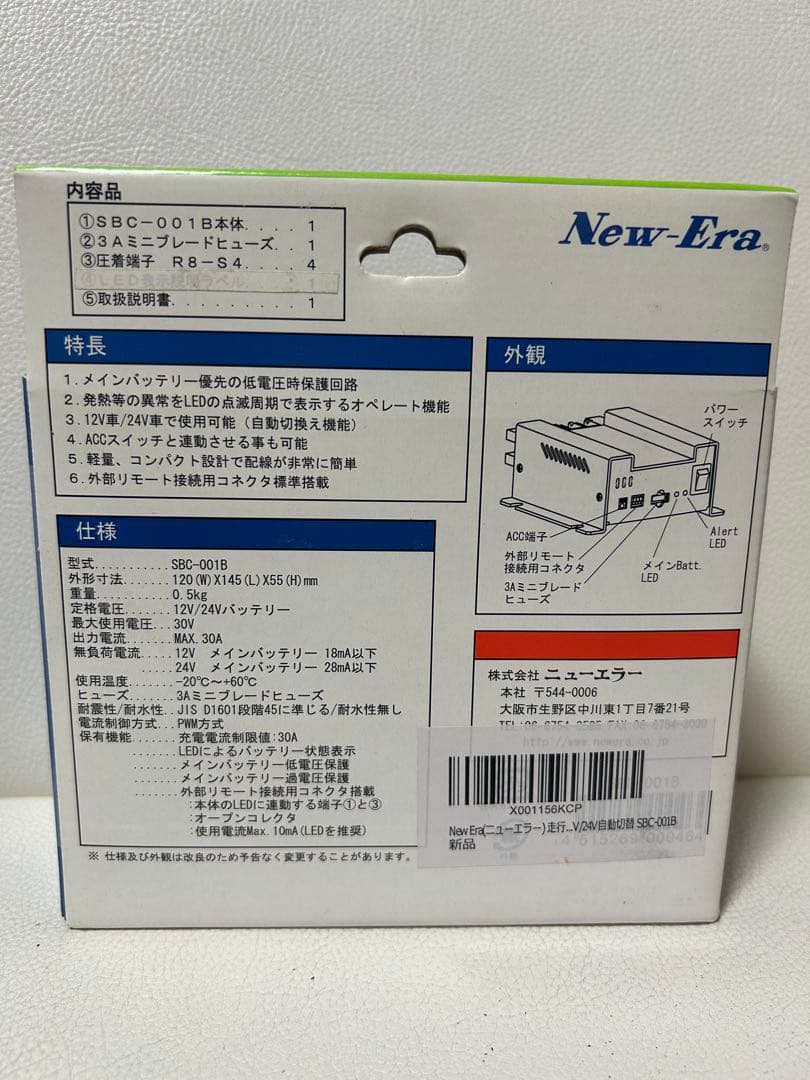 内容品
①SBC-001B本体.... 1
②3Aミニブレードヒューズ.. 1
③圧着端子 R8-S4.... 4
④LED表示説明ラベル 1
⑤取扱説明書......... 1
New-Era®
特長
1.メインバッテリー優先の低電圧時保護回路
2.発熱等の異常をLEDの点滅周期で表示するオペレート機能
3.12V車/24V車で使用可能(自動切換え機能)
4.ACCスイッチと連動させる事も可能
5.軽量、コンパクト設計で配線が非常に簡単
6.外部リモート接続用コネクタ標準搭載
外観
パワー
スイッチ
ACC端子
外部リモート
接続用コネクタ
3Aミニブレード
ヒューズ
メインBatt.
LED
Alert
LED
仕様
型式...........SBC-001B
外形寸法.......120(W)X145(L)X55(H)mm
重量...........0.5kg
定格電圧.......12V/24Vバッテリー
最大使用電圧...30V
出力電流.......MAX.30A
無負荷電流.....12V メインバッテリー 18mA以下
.....24V メインバッテリー 28mA以下
使用温度.......-20℃~+60℃
ヒューズ.......3Aミニブレードヒューズ
耐震性/耐水性..JIS D1601段階45に準じる/耐水性無し
電流制御方式...PWM方式
保有機能.......充電電流制限値:30A
.......LEDによるバッテリー状態表示
.......メインバッテリー低電圧保護
.......メインバッテリー過電圧保護
.......外部リモート接続用コネクタ搭載
:本体のLEDに連動する端子①と③
:オープンコレクタ
:使用電流Max.10mA(LEDを推奨)
※ 仕様及び外観は改良のため予告なく変更することがあります。
株式会社 ニューエラー
本社 〒544-0006
大阪市生野区中川東1丁目7番21号
http://www.newera.co.jp
001B
X001156KCP
New Era(ニューエラー) 走行...V/24V自動切替 SBC-001B
新品